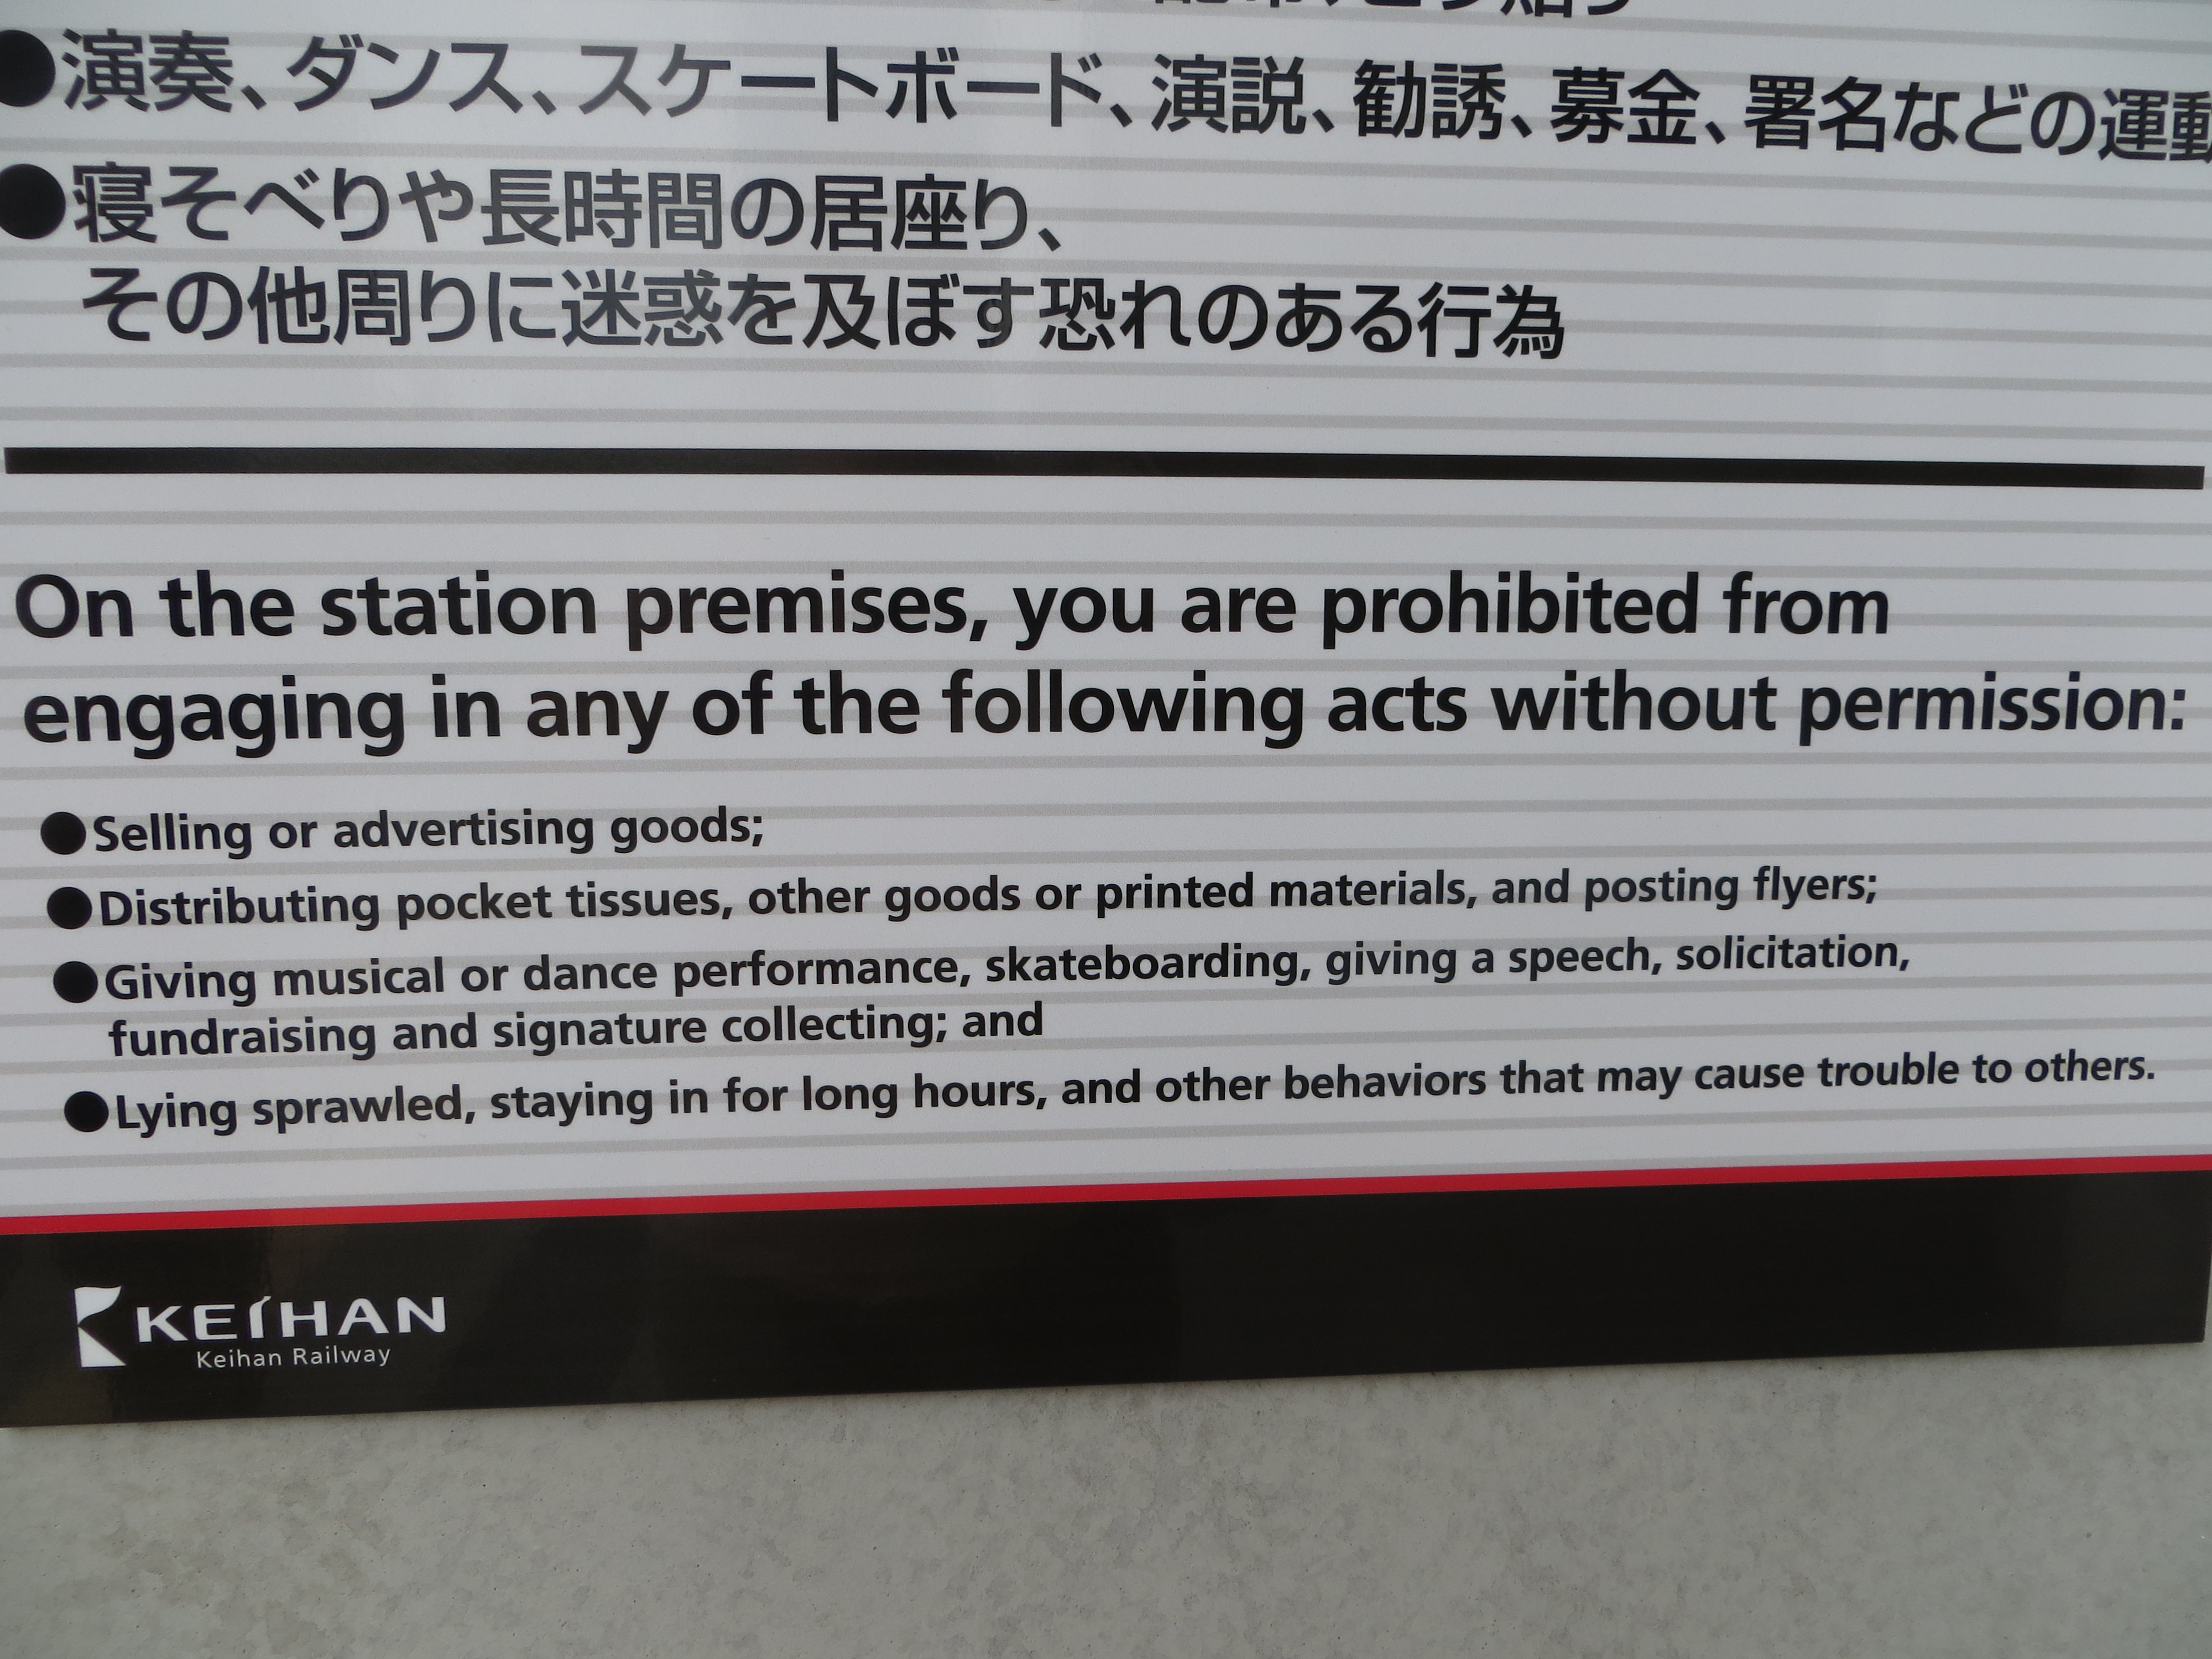 ●演奏、ダンス、スケートボード、演説、勧誘、募金、署名などの運動
●寝そべりや長時間の居座り、
その他周りに迷惑を及ぼす恐れのある行為
On the station premises, you are prohibited from
engaging in any of the following acts without permission:
●Selling or advertising goods;
●Distributing pocket tissues, other goods or printed materials, and posting flyers;
●Giving musical or dance performance, skateboarding, giving a speech, solicitation,
fundraising and signature collecting; and
●Lying sprawled, staying in for long hours, and other behaviors that may cause trouble to others.
KEIHAN
Keihan Railway